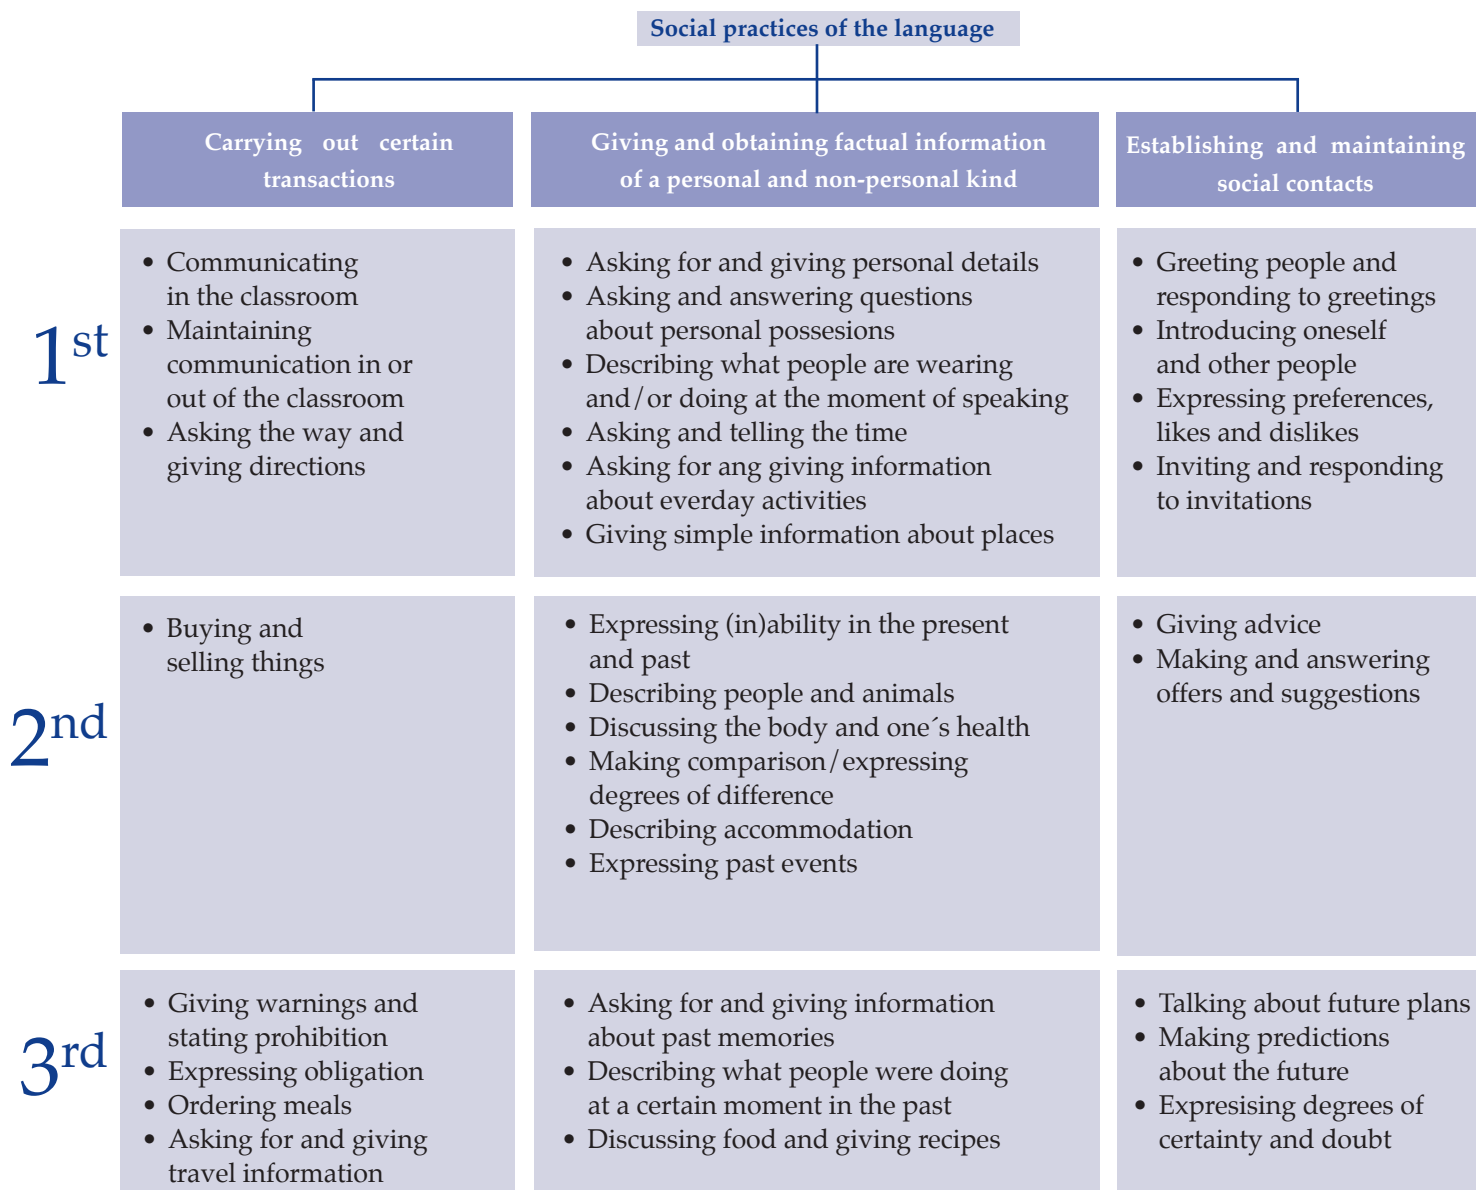 Social practices of the language
Carrying out certain
transactions
Giving and obtaining factual information
of a personal and non-personal kind
Establishing and maintaining
social contacts
1st
• Communicating
in the classroom
• Maintaining
communication in or
out of the classroom
• Asking the way and
giving directions
• Asking for and giving personal details
• Asking and answering questions
about personal possesions
• Describing what people are wearing
and/or doing at the moment of speaking
• Asking and telling the time
• Asking for ang giving information
about everday activities
• Giving simple information about places
• Greeting people and
responding to greetings
• Introducing oneself
and other people
• Expressing preferences,
likes and dislikes
• Inviting and responding
to invitations
2nd
• Buying and
selling things
• Expressing (in)ability in the present
and past
• Describing people and animals
• Discussing the body and one´s health
• Making comparison/expressing
degrees of difference
• Describing accommodation
• Expressing past events
• Giving advice
• Making and answering
offers and suggestions
3rd
• Giving warnings and
stating prohibition
• Expressing obligation
• Ordering meals
• Asking for and giving
travel information
• Asking for and giving information
about past memories
• Describing what people were doing
at a certain moment in the past
• Discussing food and giving recipes
• Talking about future plans
• Making predictions
about the future
• Expresising degrees of
certainty and doubt